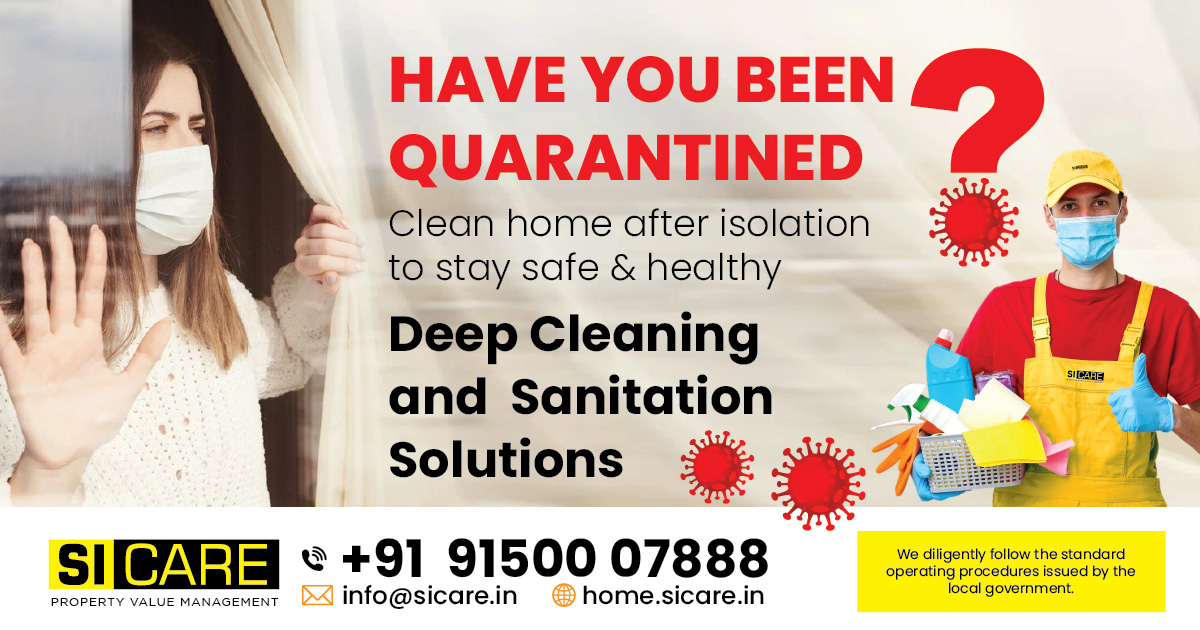 HAVE YOU BEEN
QUARANTINED?
Clean home after isolation
to stay safe & healthy
Deep Cleaning
and Sanitation
Solutions
SI CARE
SI CARE
PROPERTY VALUE MANAGEMENT
+91 91500 07888
info@sicare.in
home.sicare.in
We diligently follow the standard
operating procedures issued by the
local government.